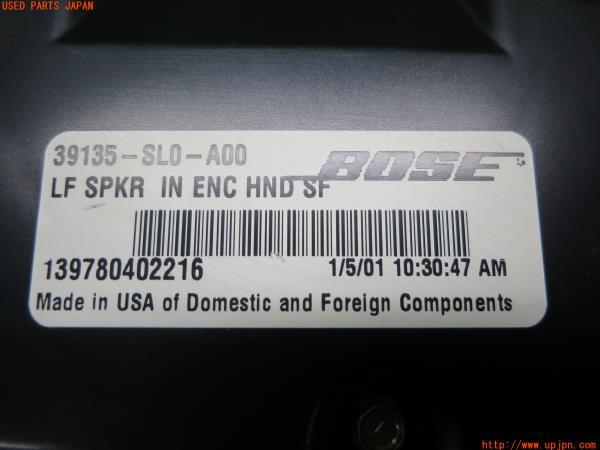 USED PARTS JAPAN
39135-SL0-A00
BOSE
LF SPKR IN ENC HND SF
139780402216
1/5/01 10:30:47 AM
Made in USA of Domestic and Foreign Components
http://www.upjpn.com